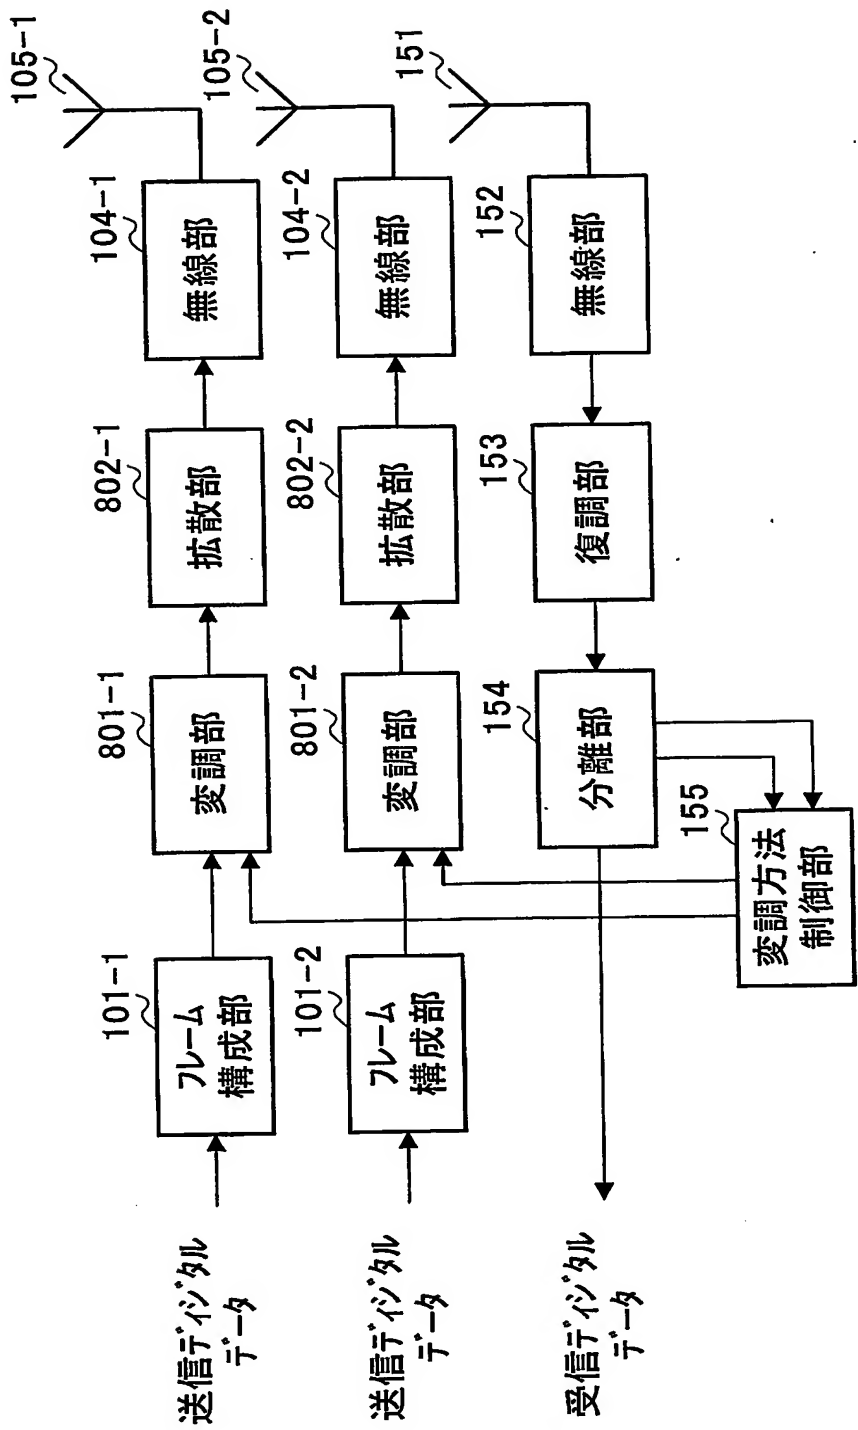 送信ディジタル
データ
101-1
フレーム
構成部
801-1
変調部
802-1
拡散部
104-1
無線部
105-1
送信ディジタル
データ
101-2
フレーム
構成部
801-2
変調部
802-2
拡散部
104-2
無線部
105-2
受信ディジタル
データ
154
分離部
153
復調部
152
無線部
151
155
変調方法
制御部